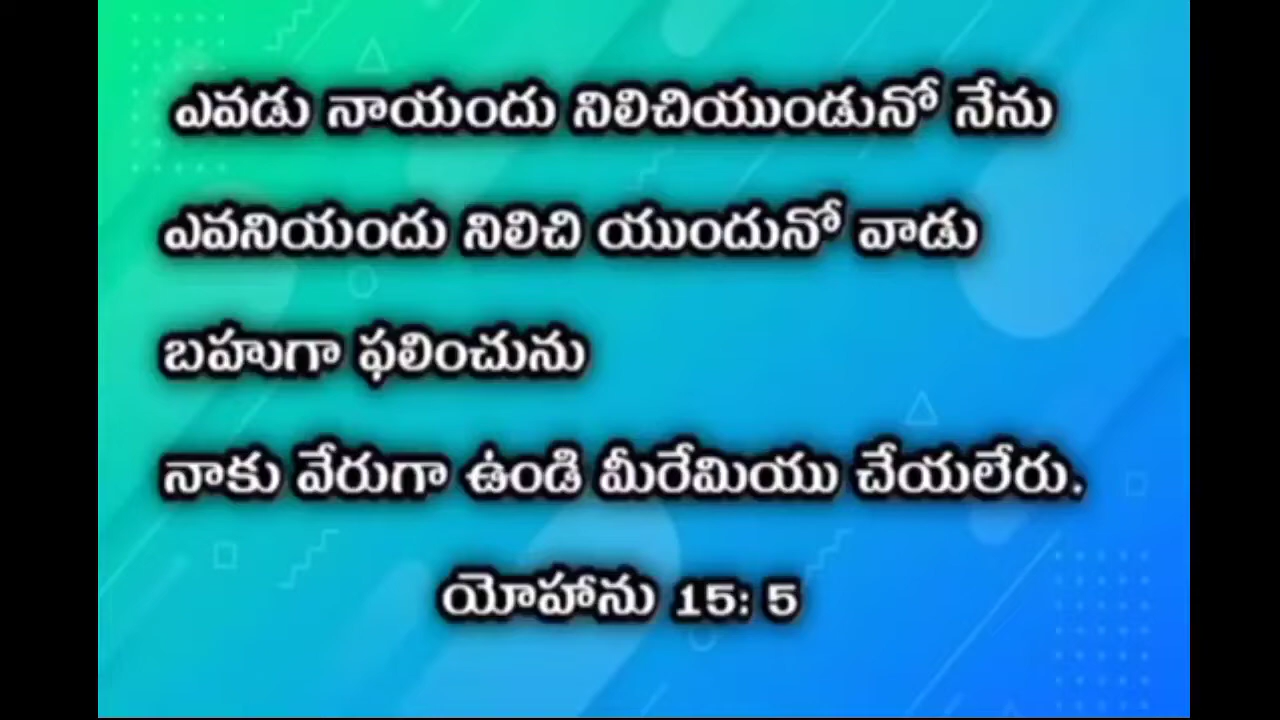 ఎవడు నాయందు నిలిచియుండునో నేను
ఎవనియందు నిలిచి యుందునో వాడు
బహుగా ఫలించును
నాకు వేరుగా ఉండి మీరేమియు చేయలేరు.
యోహాను 15: 5